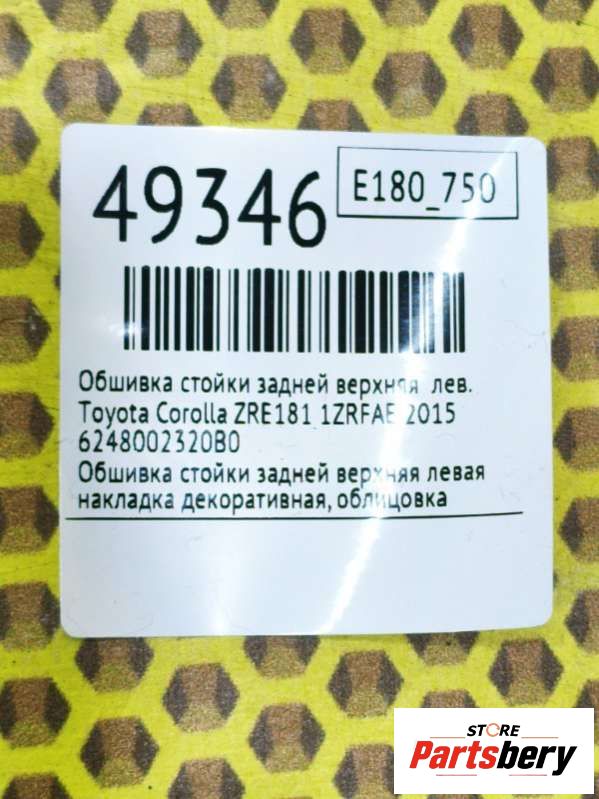 49346
E180_750
Обшивка стойки задней верхняя лев.
Toyota Corolla ZRE181 1ZRFAE 2015
6248002320B0
Обшивка стойки задней верхняя левая
накладка декоративная, облицовка
STORE
Partsbery